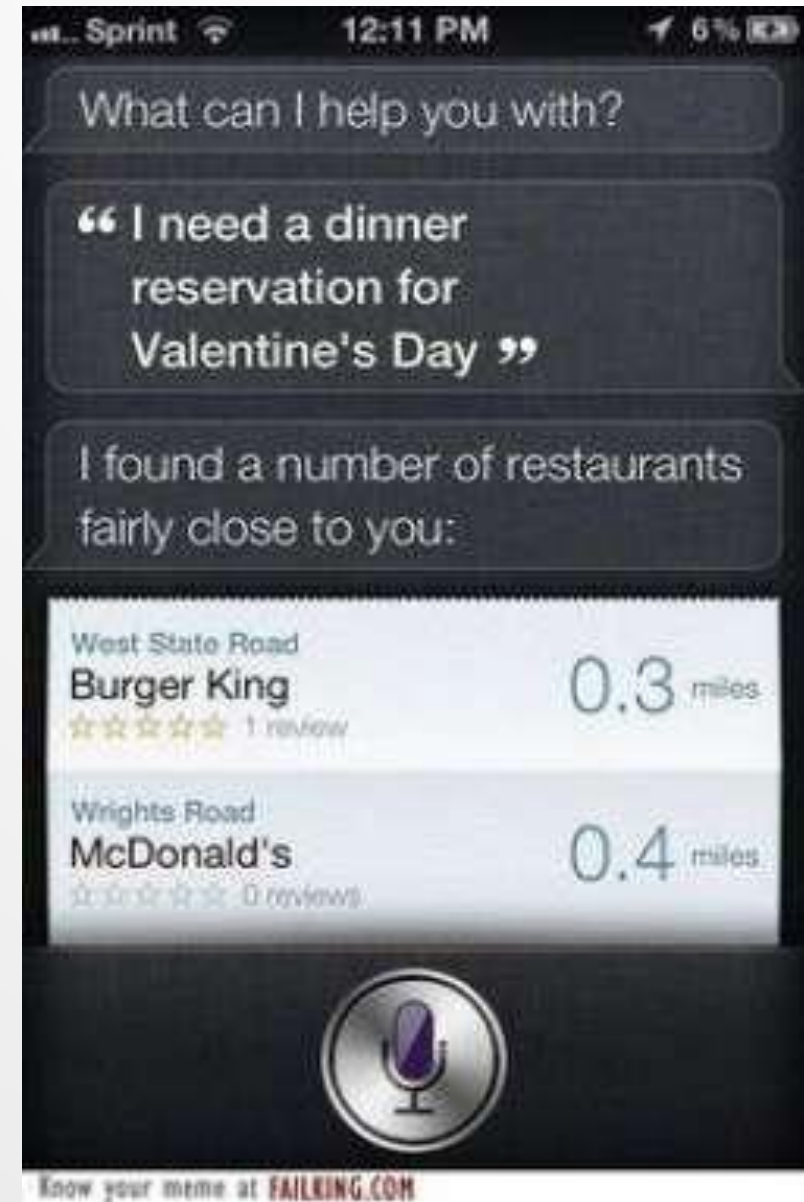 Sprint 12:11 PM 6%
What can I help you with?
“ I need a dinner
reservation for
Valentine's Day ”
I found a number of restaurants
fairly close to you:
West State Road
Burger King
0.3 miles
1 review
Wrights Road
McDonald's
0.4 miles
0 reviews
Know your meme at FAILKING.COM